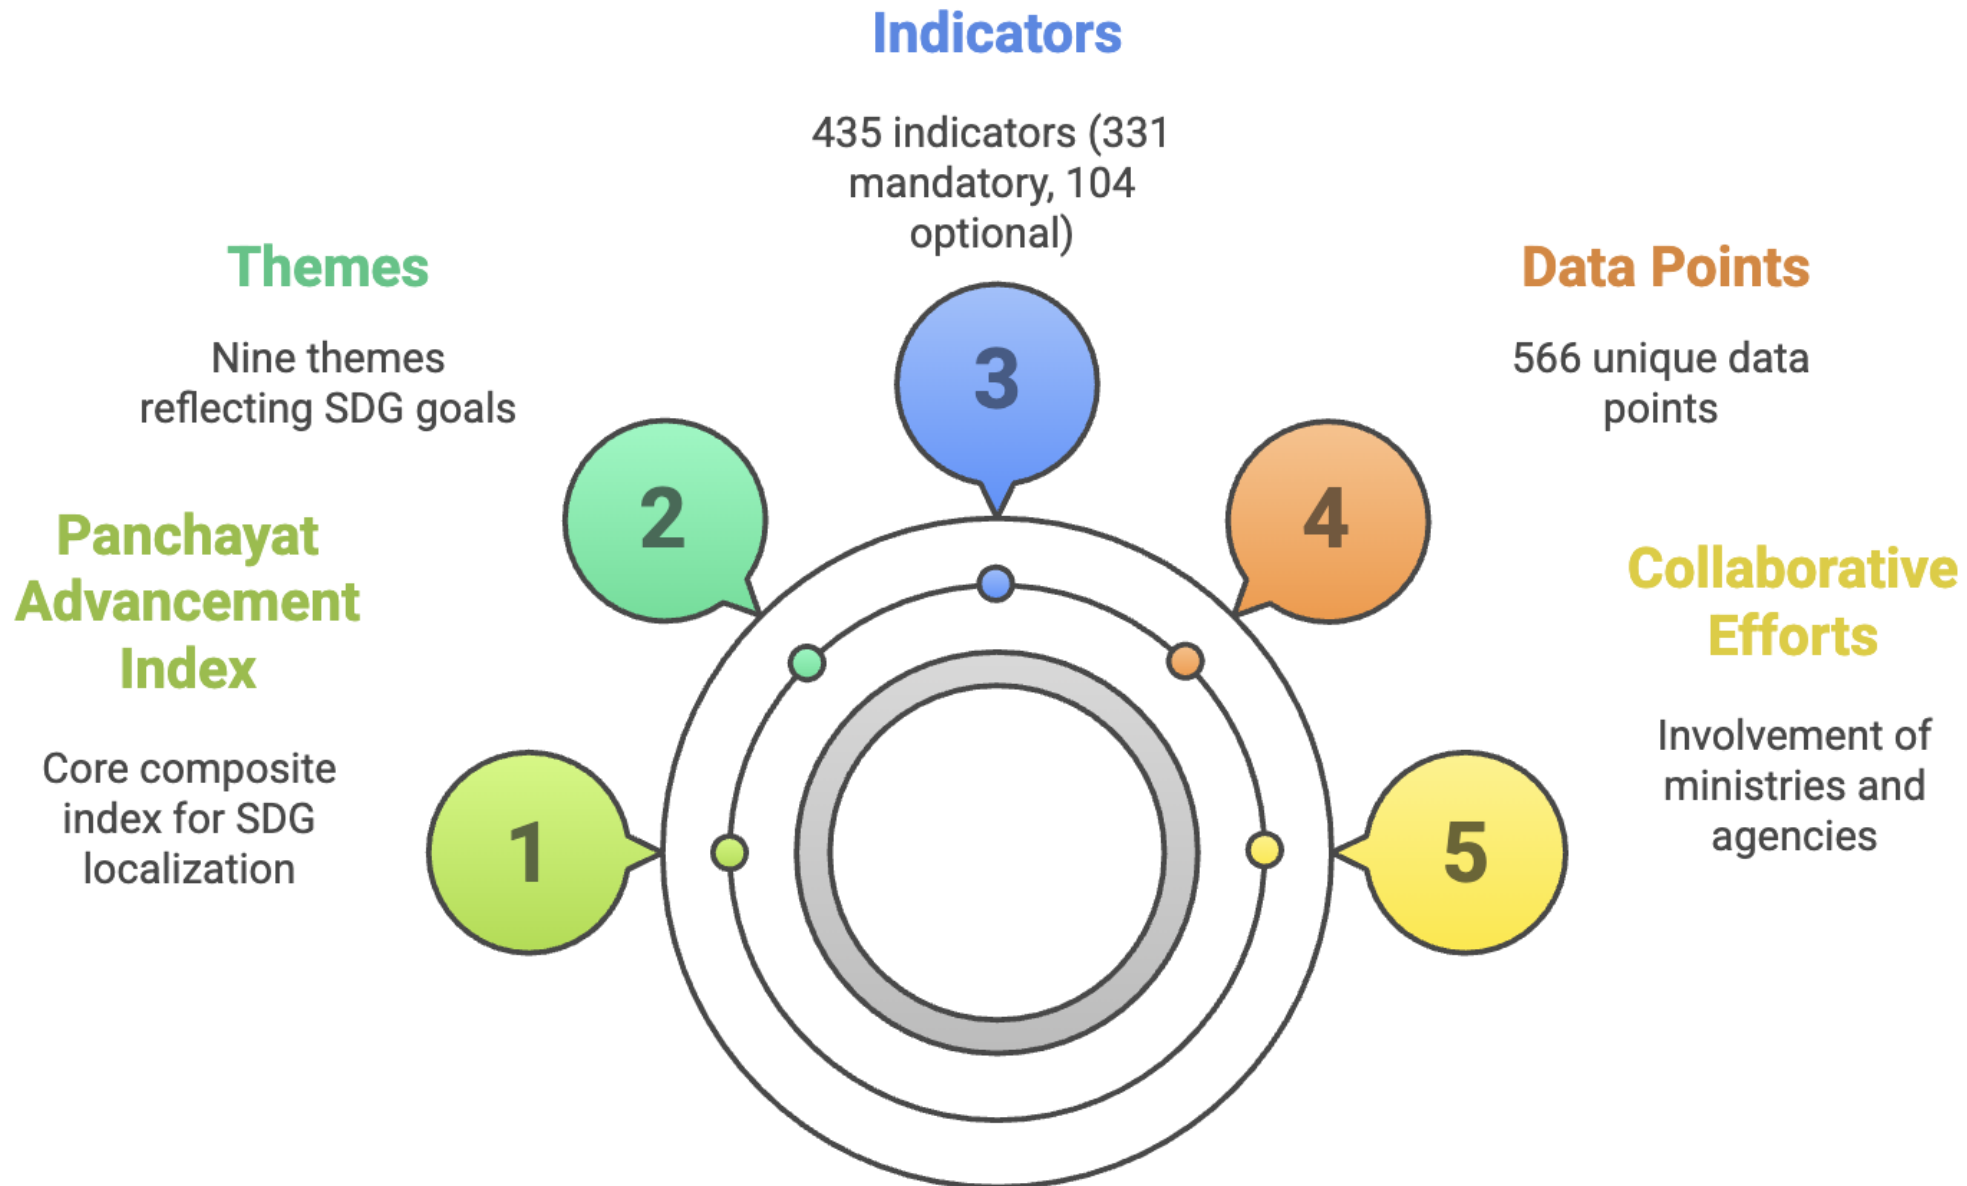 Panchayat
Advancement
Index
Core composite
index for SDG
localization
1
Themes
Nine themes
reflecting SDG goals
2
Indicators
435 indicators (331
mandatory, 104
optional)
3
Data Points
566 unique data
points
4
Collaborative
Efforts
Involvement of
ministries and
agencies
5